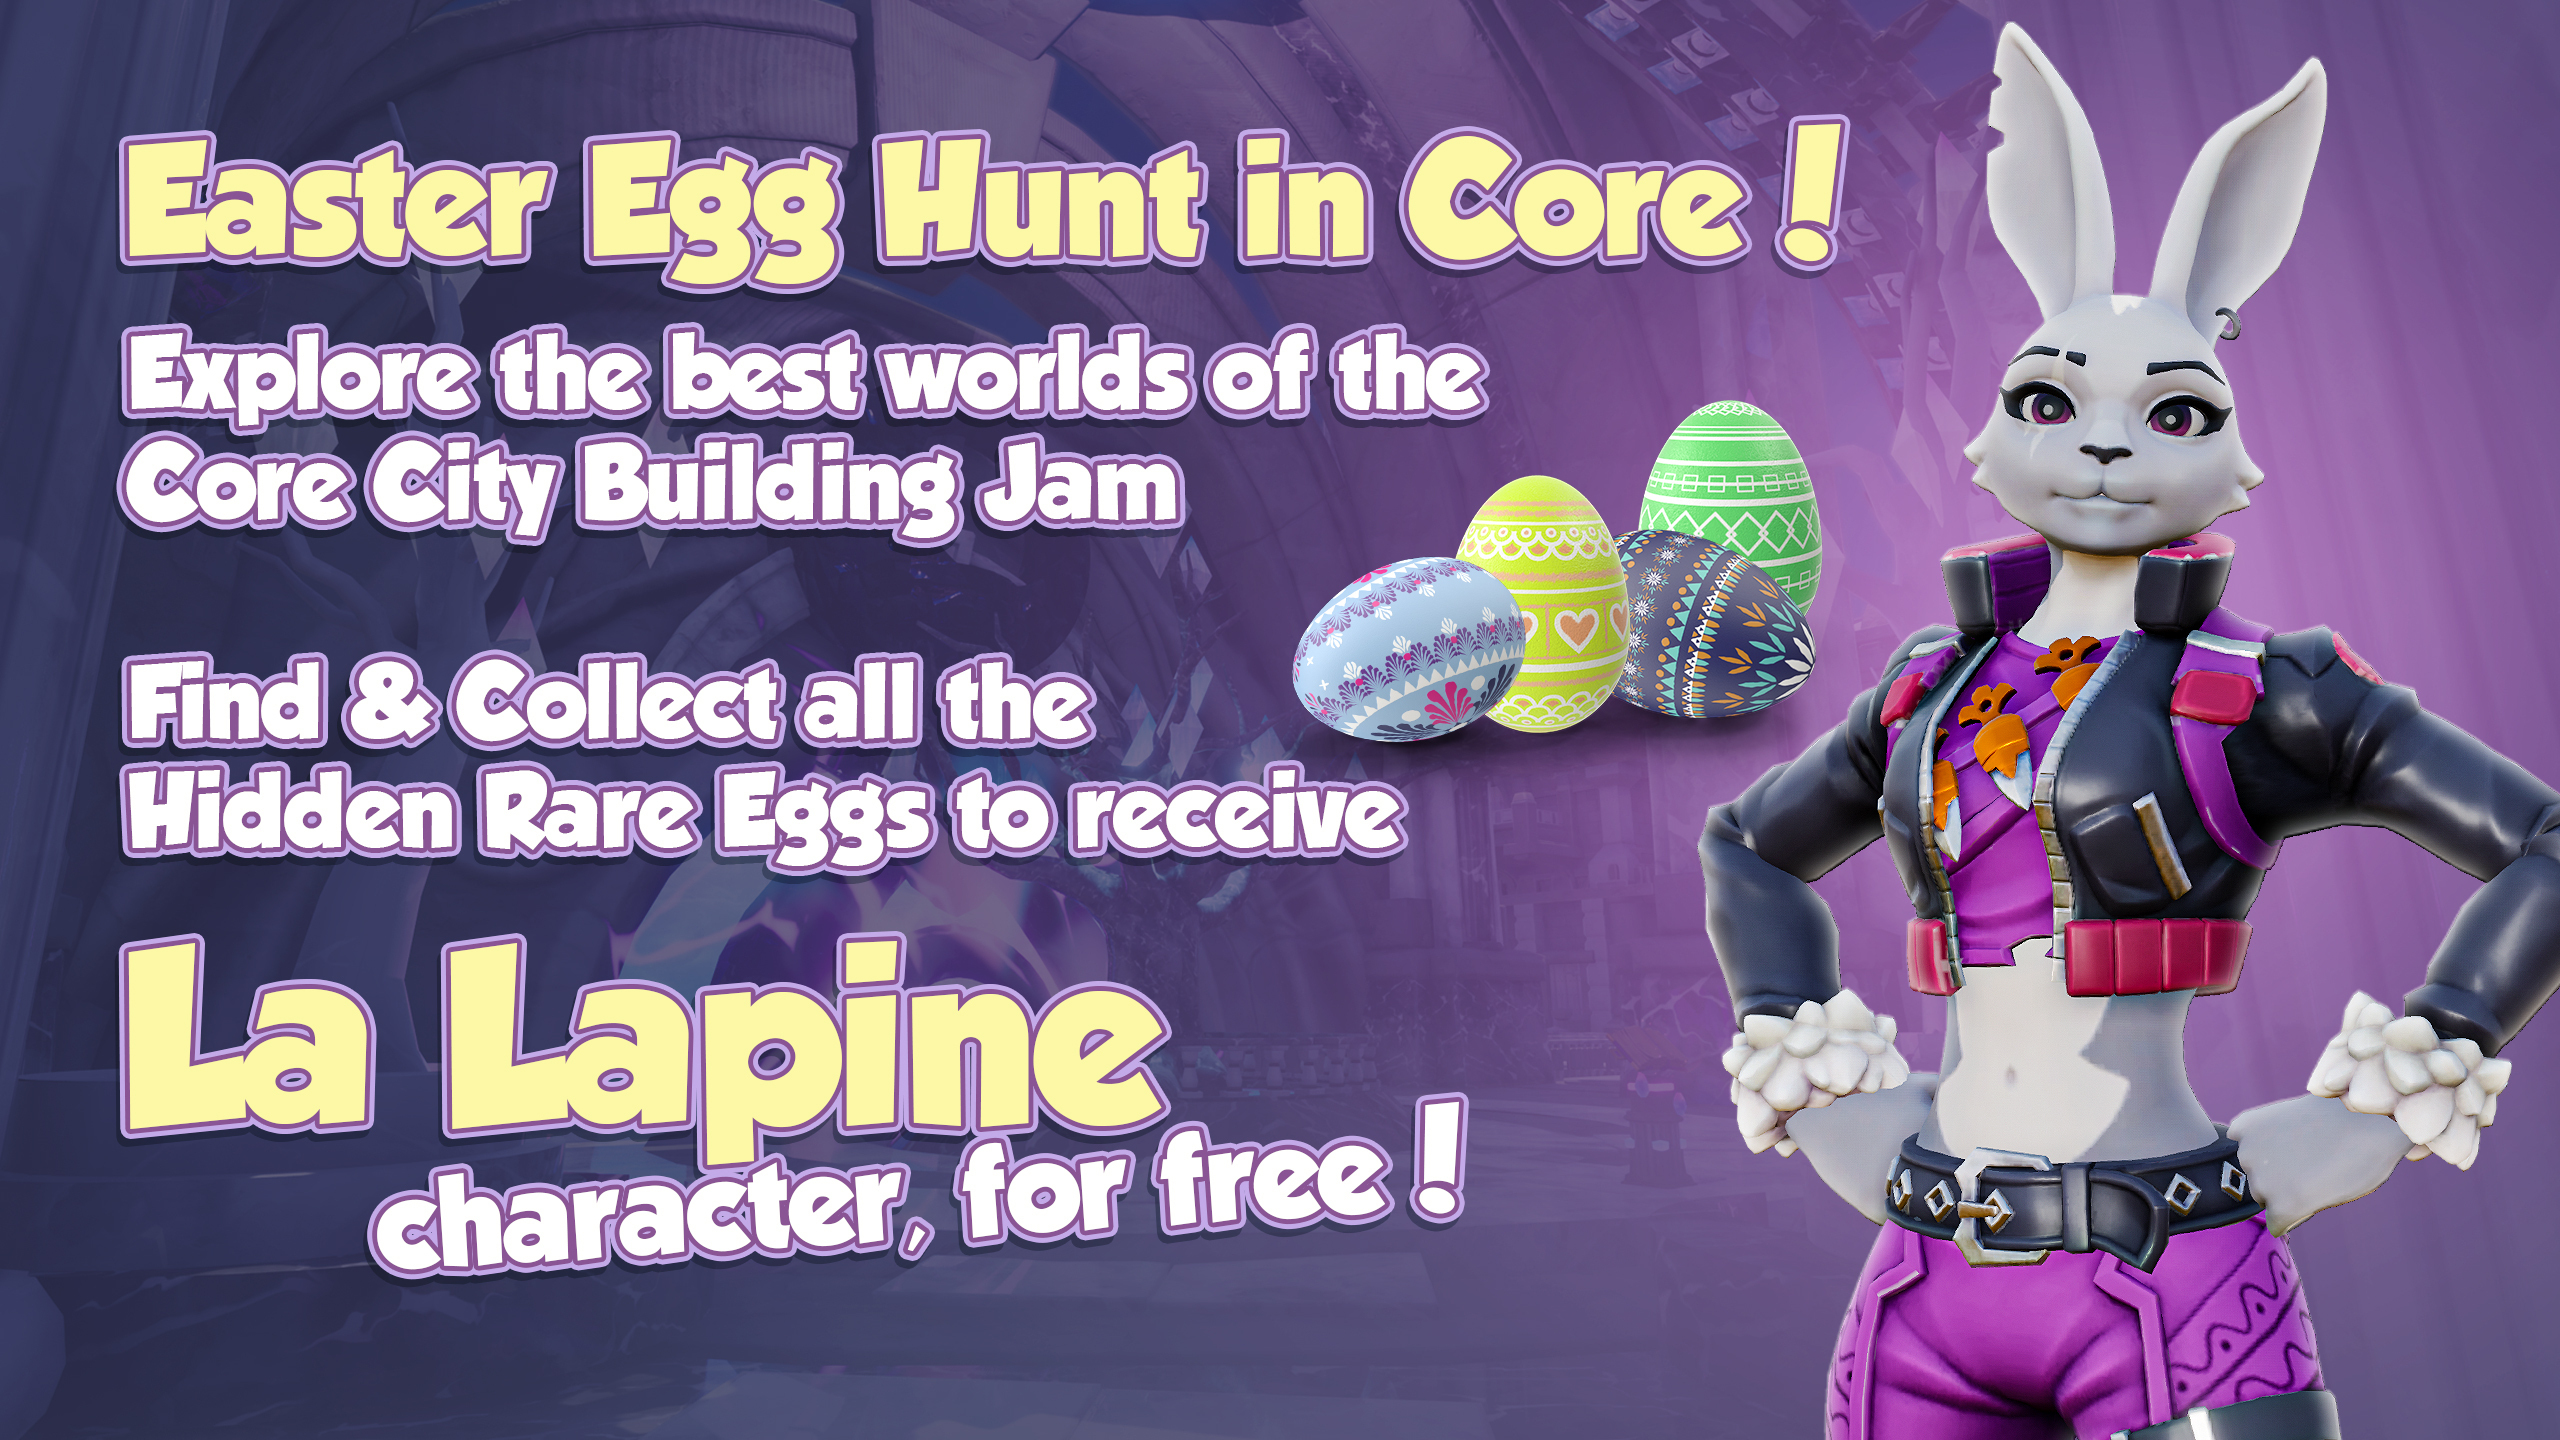 Easter Egg Hunt in Core!
Explore the best worlds of the
Core City Building Jam
Find & Collect all the
Hidden Rare Eggs to receive
La Lapine
character, for free!